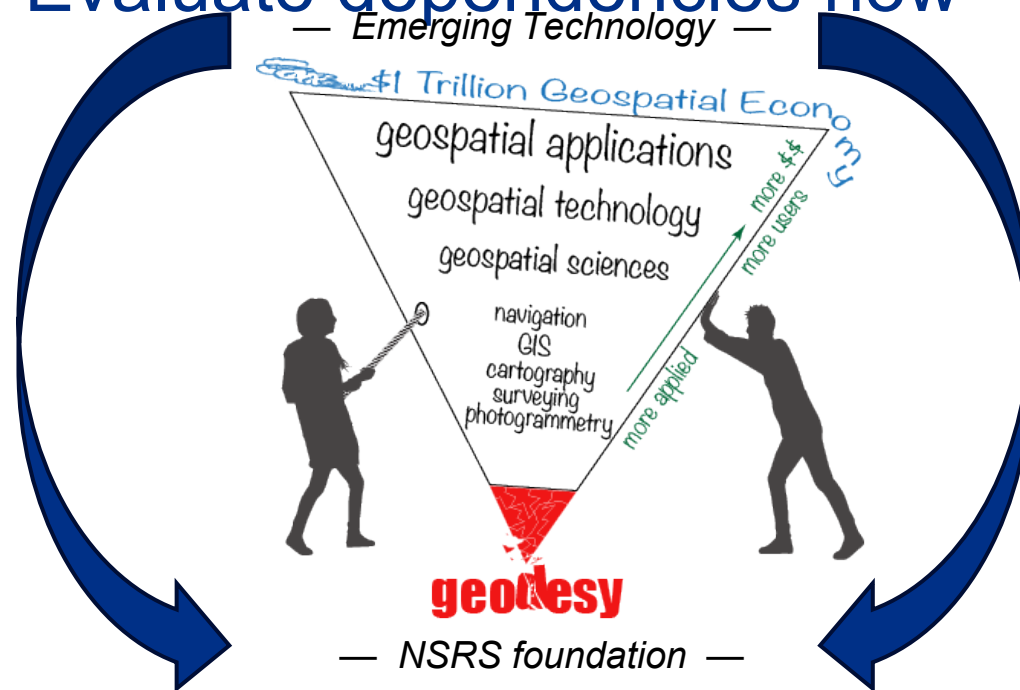 Evaluate dependencies now
— Emerging Technology —
$1 Trillion Geospatial Economy
geospatial applications
geospatial technology
geospatial sciences
navigation
GIS
cartography
surveying
photogrammetry
more applied
more users
more $$
geodesy
— NSRS foundation —